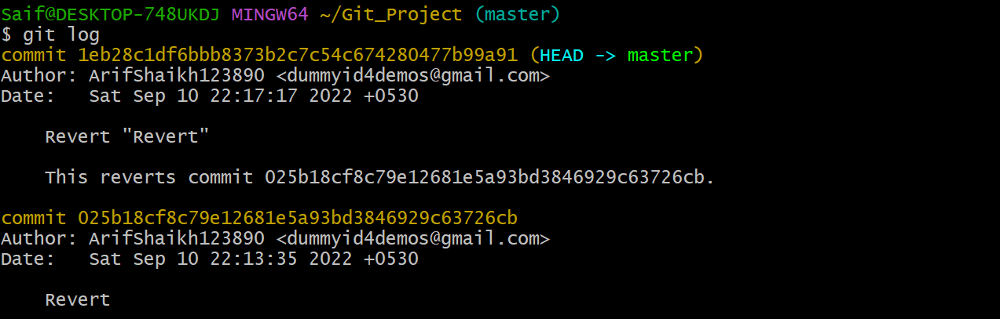 Saif@DESKTOP-748UKDJ MINGW64 ~/Git_Project (master)
$ git log
commit 1eb28c1df6bbb8373b2c7c54c674280477b99a91 (HEAD -> master)
Author: ArifShaikh123890 <dummyid4demos@gmail.com>
Date:   Sat Sep 10 22:17:17 2022 +0530
Revert "Revert"
This reverts commit 025b18cf8c79e12681e5a93bd3846929c63726cb.
commit 025b18cf8c79e12681e5a93bd3846929c63726cb
Author: ArifShaikh123890 <dummyid4demos@gmail.com>
Date:   Sat Sep 10 22:13:35 2022 +0530
Revert